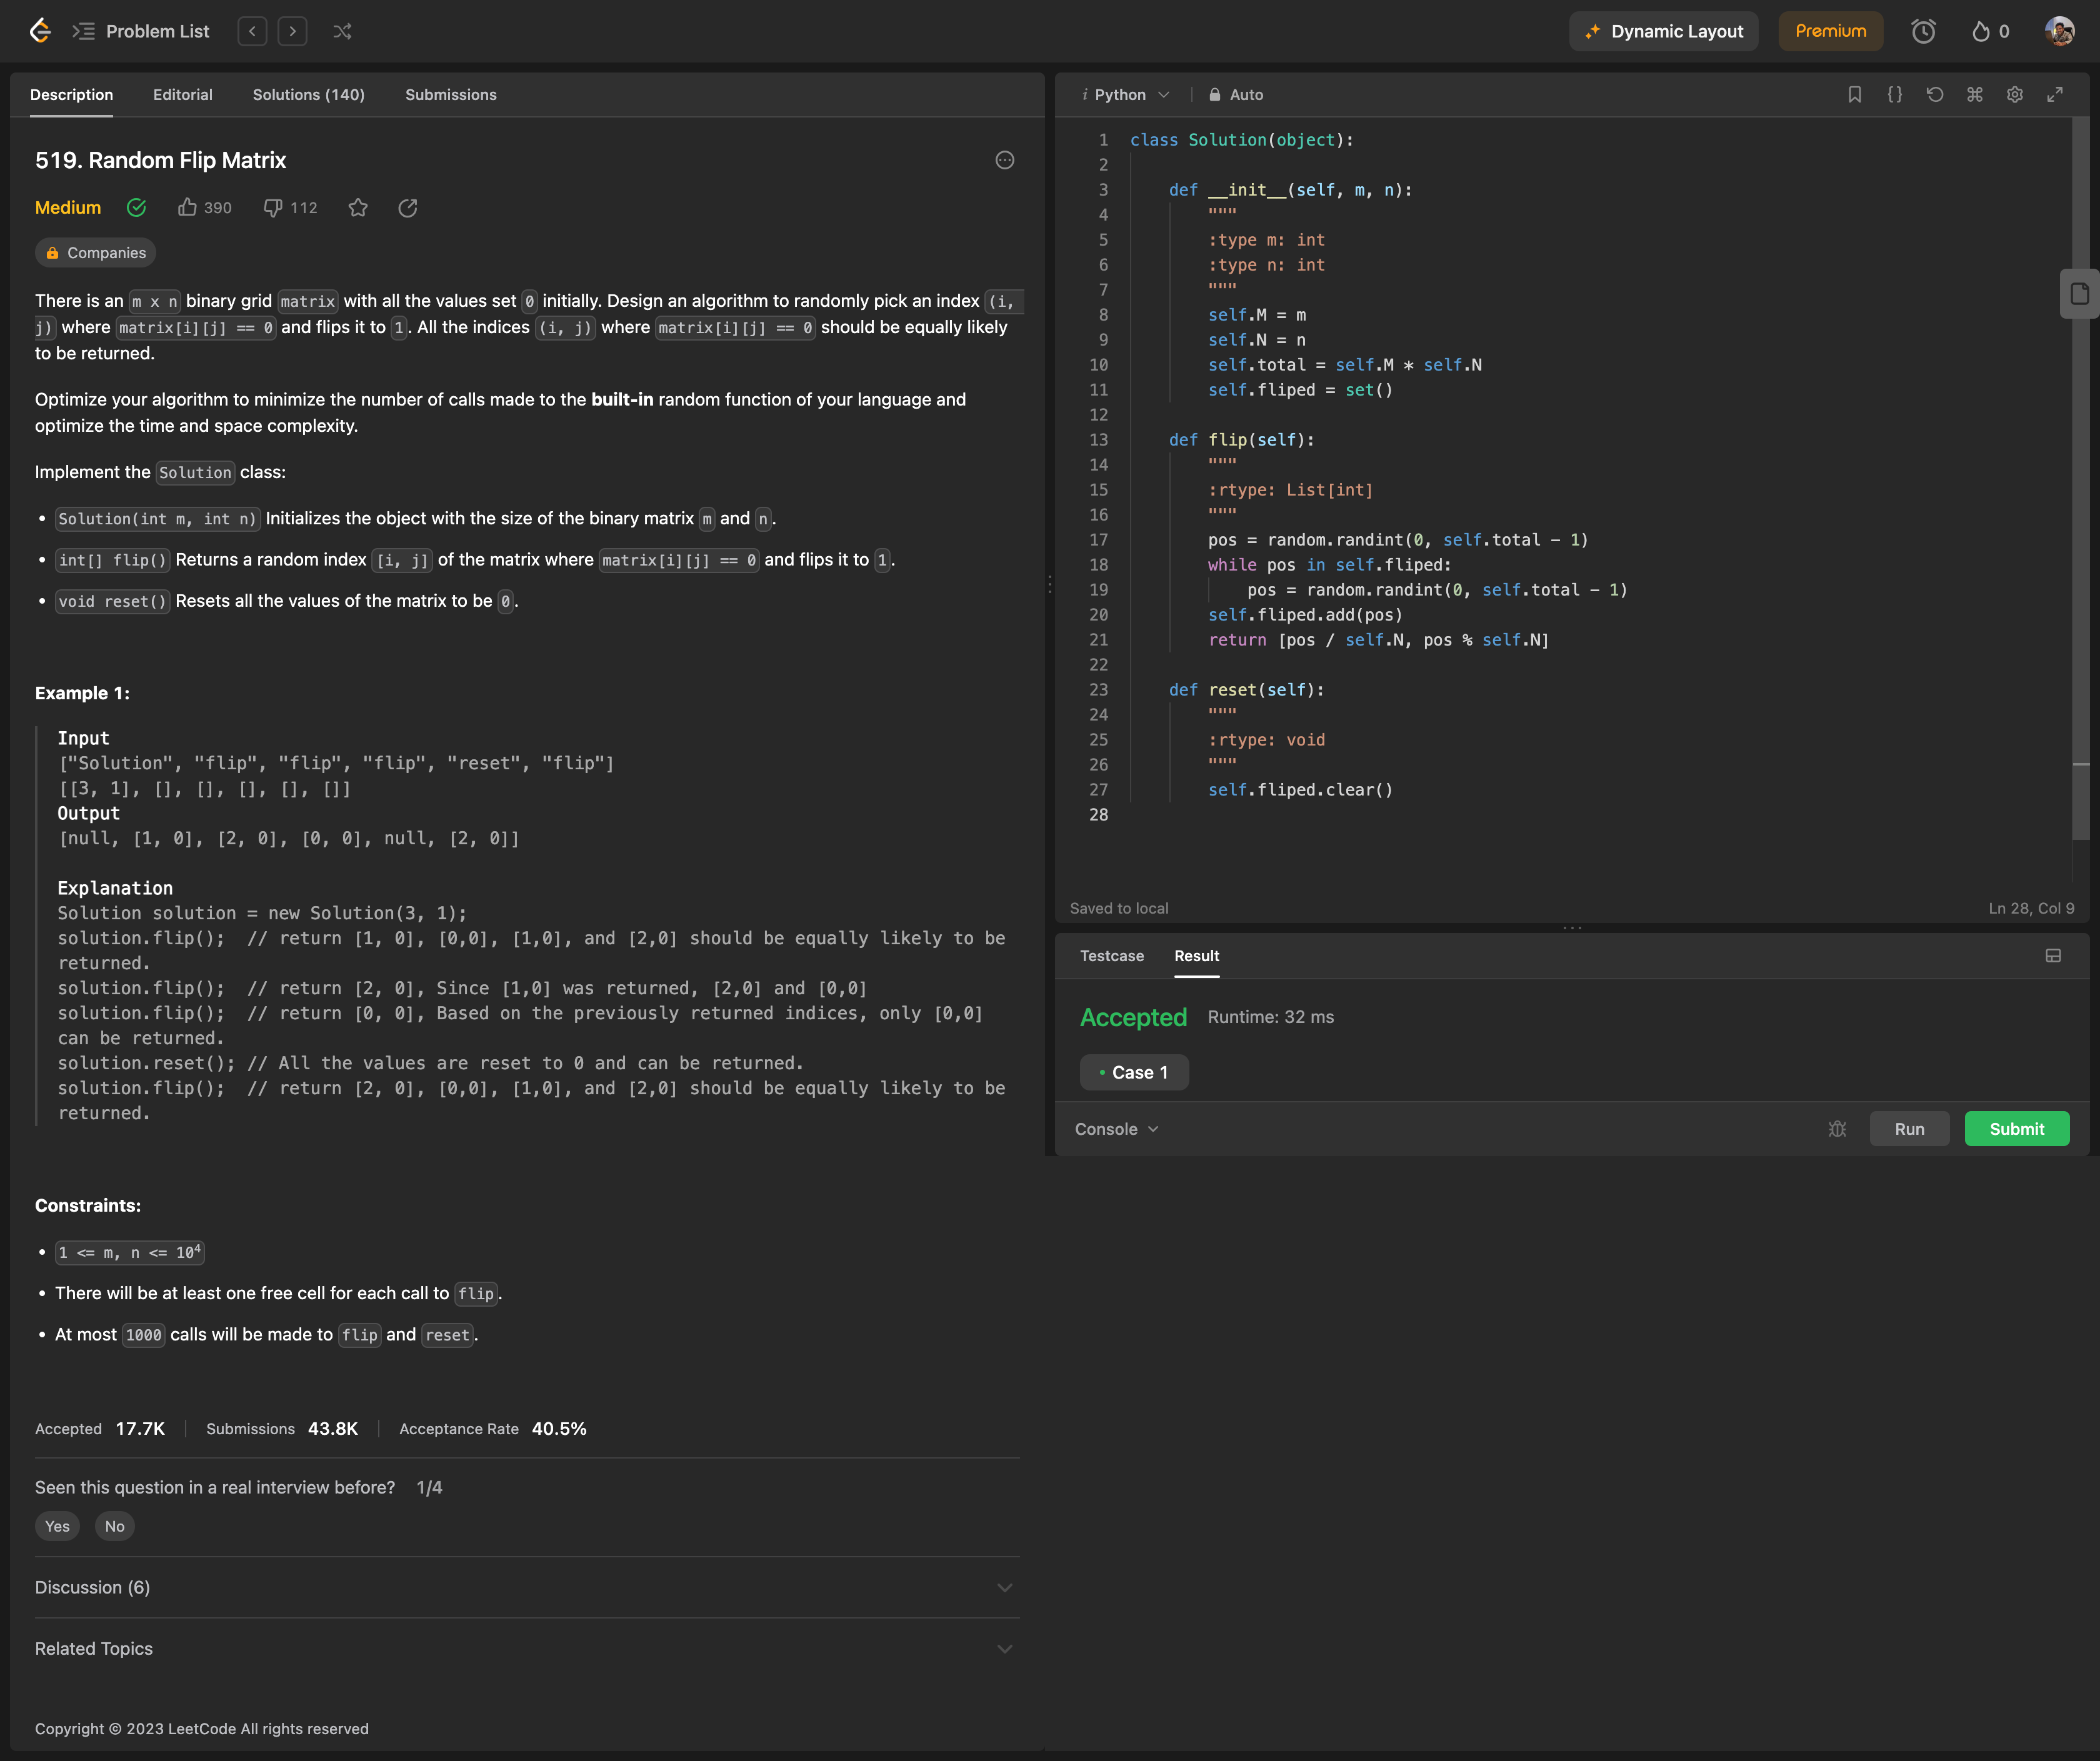 Problem List
Dynamic Layout
Premium
0
Description Editorial Solutions (140) Submissions
519. Random Flip Matrix
Medium 390 112
Companies
There is an m x n binary grid matrix with all the values set 0 initially. Design an algorithm to randomly pick an index (i,
j) where matrix[i][j] == 0 and flips it to 1. All the indices (i, j) where matrix[i][j] == 0 should be equally likely
to be returned.
Optimize your algorithm to minimize the number of calls made to the built-in random function of your language and
optimize the time and space complexity.
Implement the Solution class:
• Solution(int m, int n) Initializes the object with the size of the binary matrix m and n.
• int[] flip() Returns a random index [i, j] of the matrix where matrix[i][j] == 0 and flips it to 1.
• void reset() Resets all the values of the matrix to be 0.
Example 1:
Input
["Solution", "flip", "flip", "flip", "reset", "flip"]
[[3, 1], [], [], [], [], []]
Output
[null, [1, 0], [2, 0], [0, 0], null, [2, 0]]
Explanation
Solution solution = new Solution(3, 1);
solution.flip();  // return [1, 0], [0,0], [1,0], and [2,0] should be equally likely to be
returned.
solution.flip();  // return [2, 0], Since [1,0] was returned, [2,0] and [0,0]
solution.flip();  // return [0, 0], Based on the previously returned indices, only [0,0]
can be returned.
solution.reset(); // All the values are reset to 0 and can be returned.
solution.flip();  // return [2, 0], [0,0], [1,0], and [2,0] should be equally likely to be
returned.
Constraints:
• 1 <= m, n <= 10⁴
• There will be at least one free cell for each call to flip.
• At most 1000 calls will be made to flip and reset.
Accepted 17.7K Submissions 43.8K Acceptance Rate 40.5%
Seen this question in a real interview before? 1/4
Yes No
Discussion (6)
Related Topics
Copyright © 2023 LeetCode All rights reserved
i Python Auto
1 class Solution(object):
2
3     def __init__(self, m, n):
4         """
5         :type m: int
6         :type n: int
7         """
8         self.M = m
9         self.N = n
10         self.total = self.M * self.N
11         self.fliped = set()
12
13     def flip(self):
14         """
15         :rtype: List[int]
16         """
17         pos = random.randint(0, self.total - 1)
18         while pos in self.fliped:
19             pos = random.randint(0, self.total - 1)
20         self.fliped.add(pos)
21         return [pos / self.N, pos % self.N]
22
23     def reset(self):
24         """
25         :rtype: void
26         """
27         self.fliped.clear()
28
Saved to local
Ln 28, Col 9
Testcase Result
Accepted Runtime: 32 ms
• Case 1
Console
Run
Submit